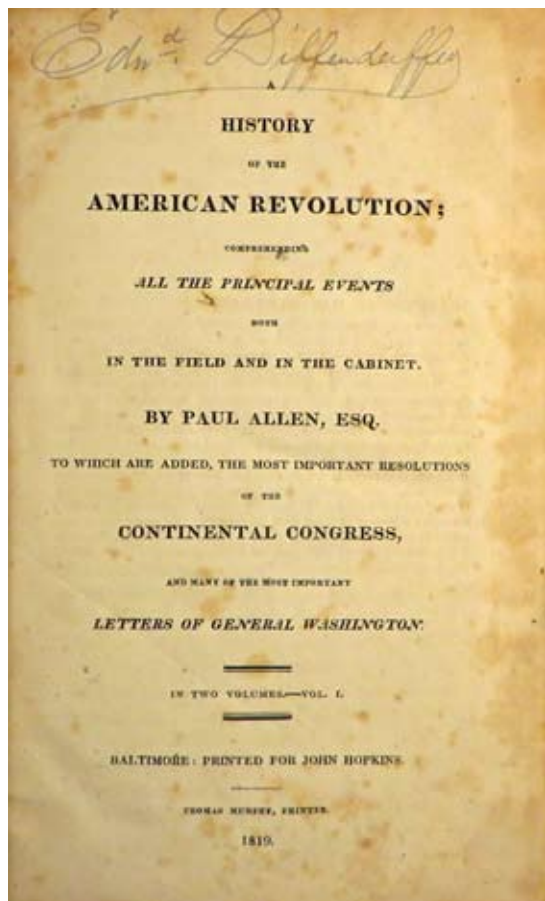 Edwd. Diffenderffer
A
HISTORY
OF THE
AMERICAN REVOLUTION;
COMPREHENDING
ALL THE PRINCIPAL EVENTS
BOTH
IN THE FIELD AND IN THE CABINET.
BY PAUL ALLEN, ESQ.
TO WHICH ARE ADDED, THE MOST IMPORTANT RESOLUTIONS
OF THE
CONTINENTAL CONGRESS,
AND MANY OF THE MOST IMPORTANT
LETTERS OF GENERAL WASHINGTON.
IN TWO VOLUMES.—VOL. I.
BALTIMORE: PRINTED FOR JOHN HOPKINS.
THOMAS MURPHY, PRINTER.
1819.